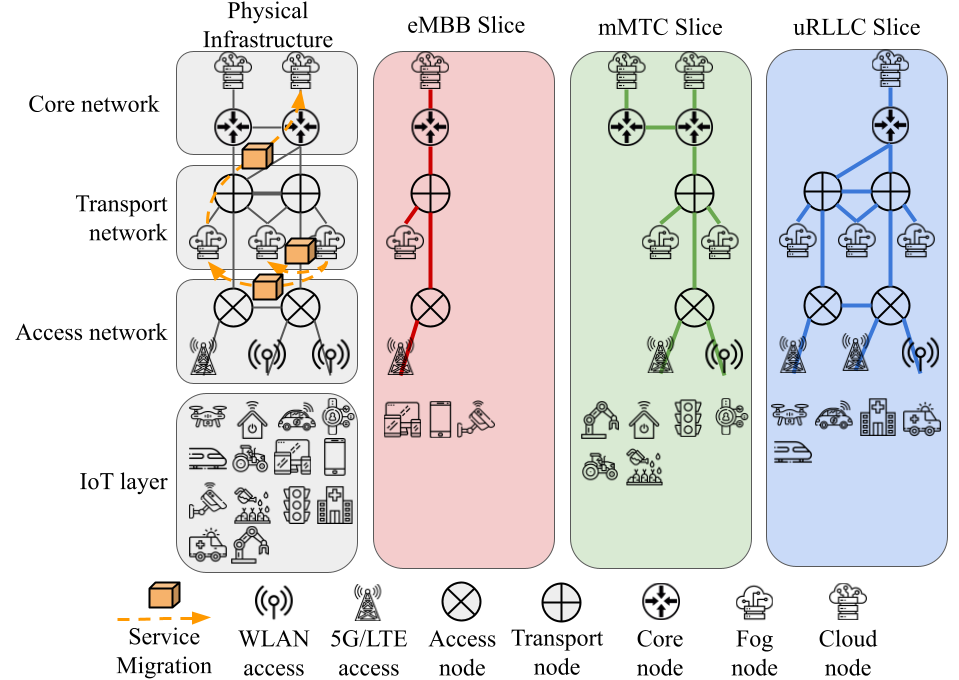 Physical
Infrastructure
eMBB Slice
mMTC Slice
uRLLC Slice
Core network
Transport
network
Access network
IoT layer
Service
Migration
WLAN
access
5G/LTE
access
Access
node
Transport
node
Core
node
Fog
node
Cloud
node